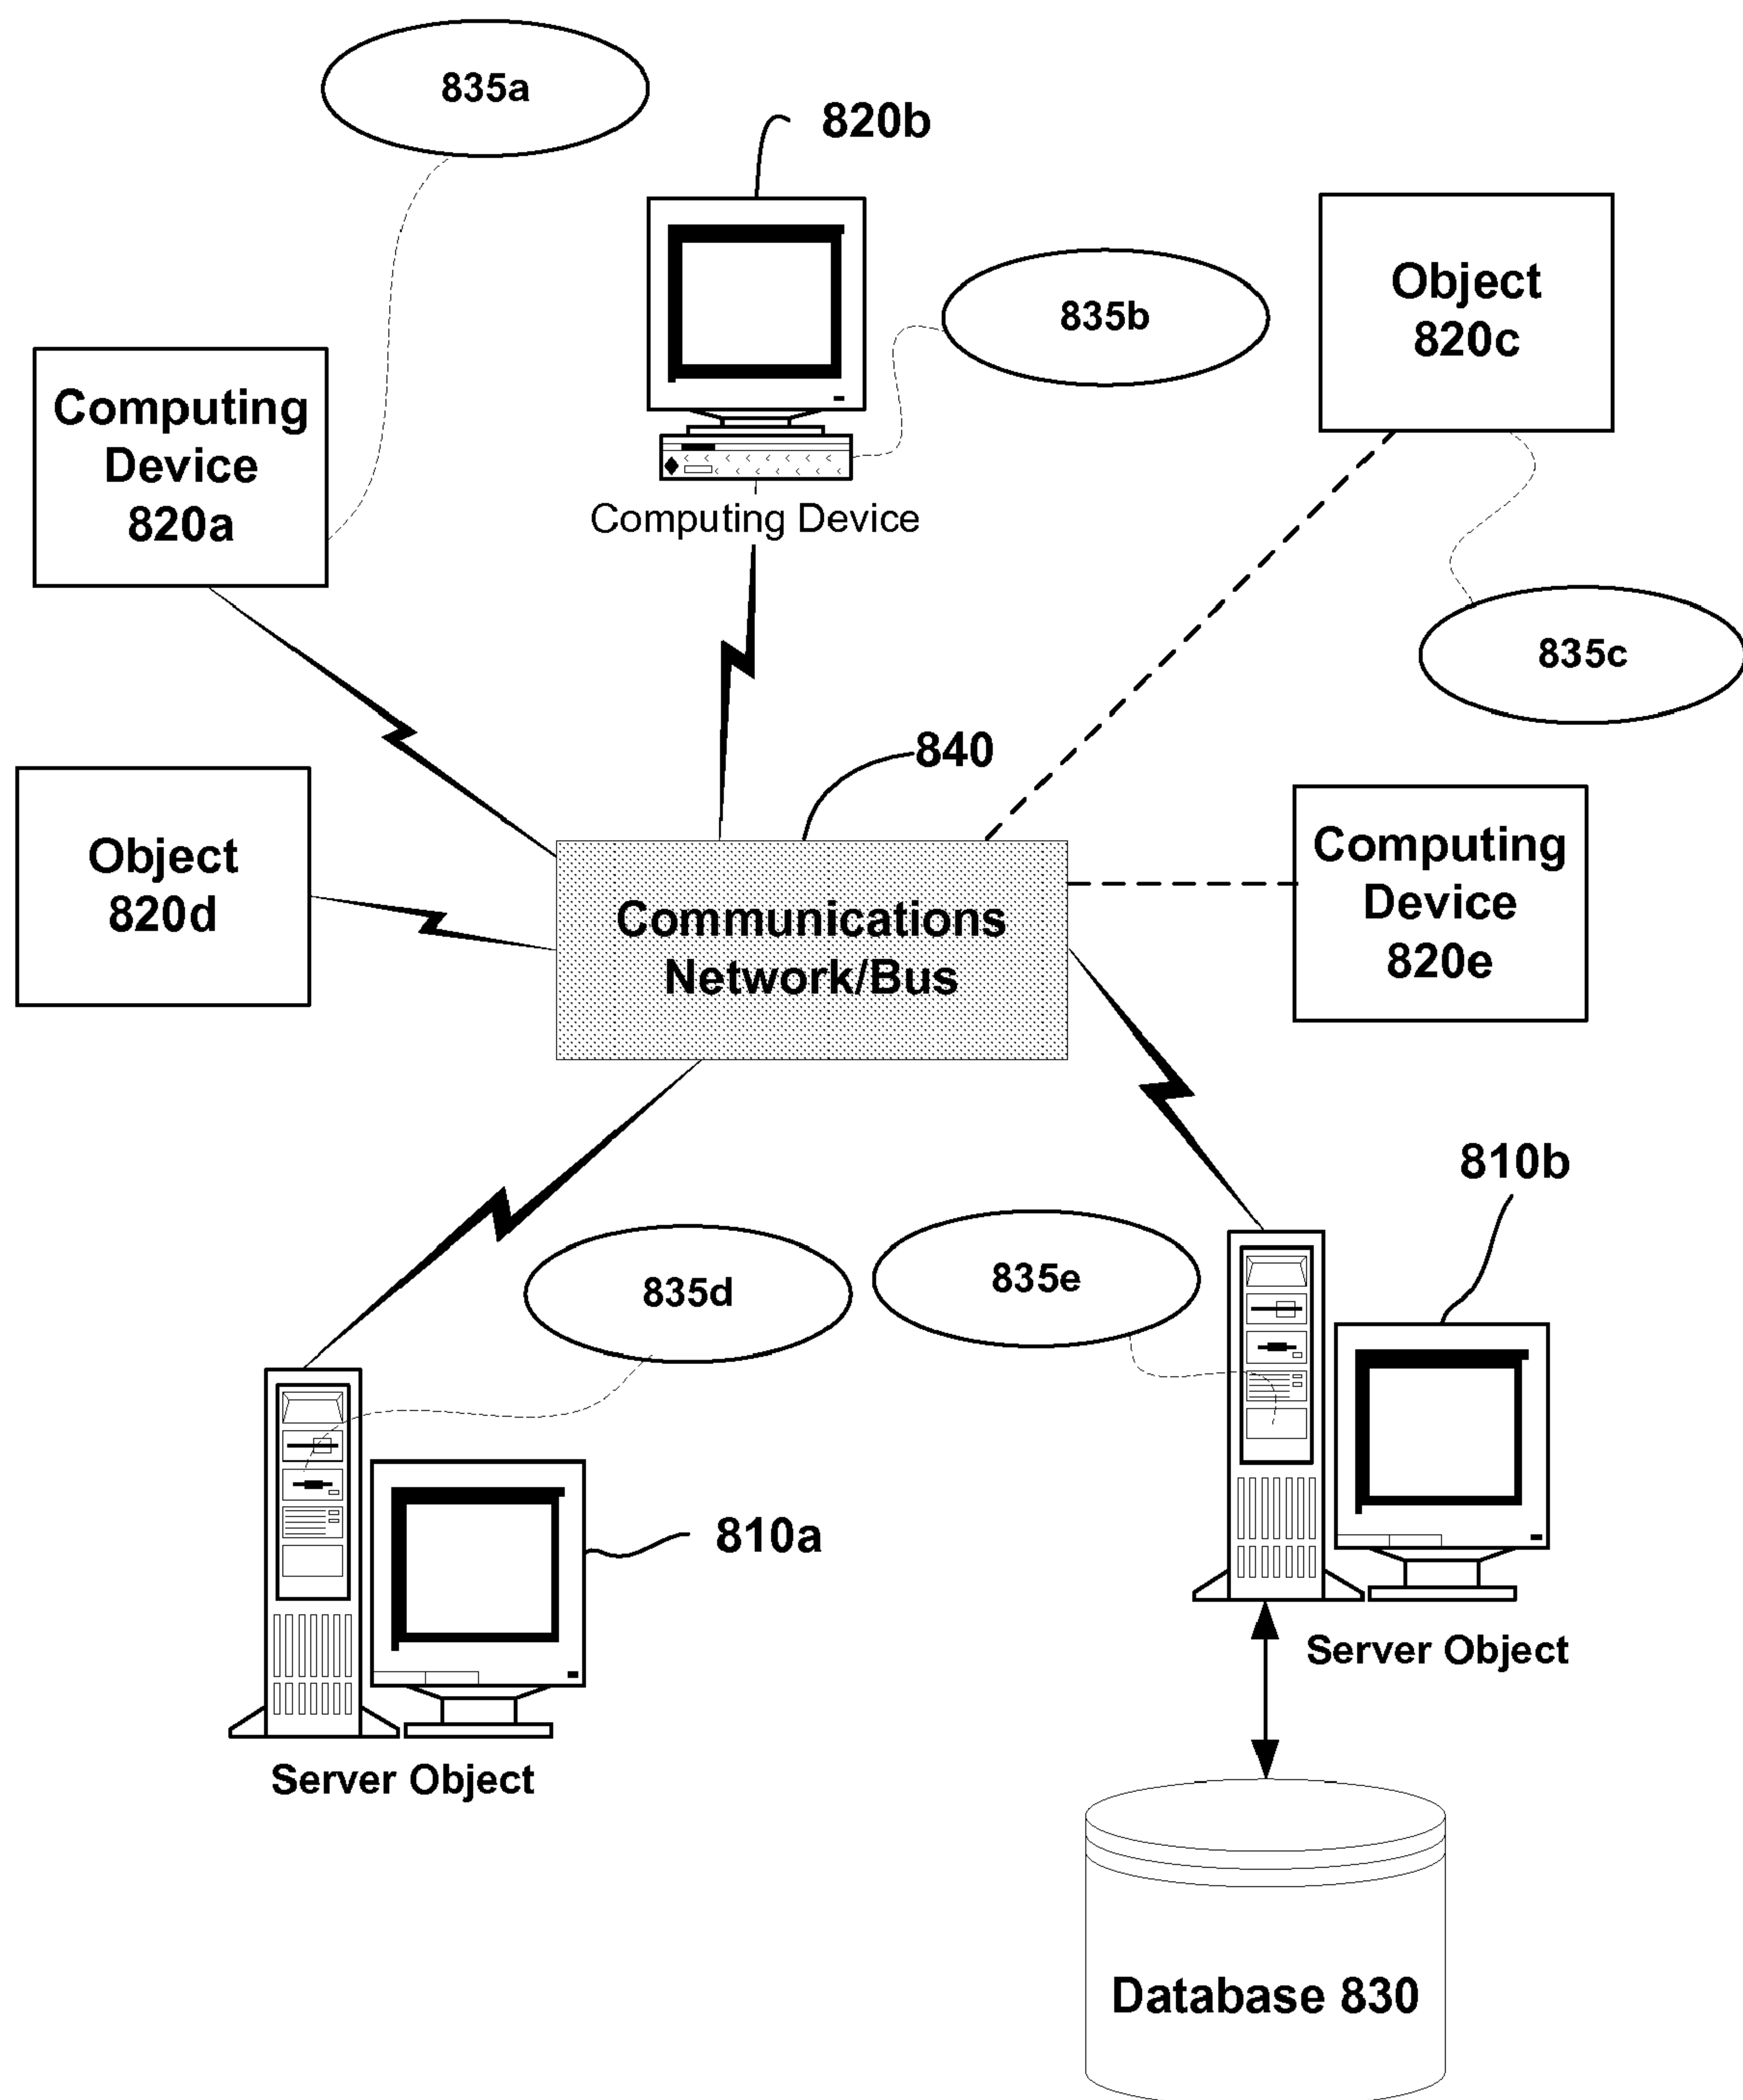 835a
820b
835b
Object
820c
Computing
Device
820a
Computing Device
835c
840
Object
820d
Communications
Network/Bus
Computing
Device
820e
810b
835d
835e
810a
Server Object
Server Object
Database 830